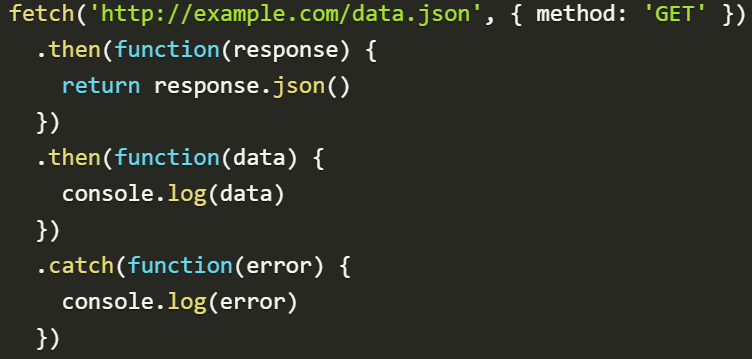 fetch('http://example.com/data.json', { method: 'GET' })
  .then(function(response) {
    return response.json()
  })
  .then(function(data) {
    console.log(data)
  })
  .catch(function(error) {
    console.log(error)
  })